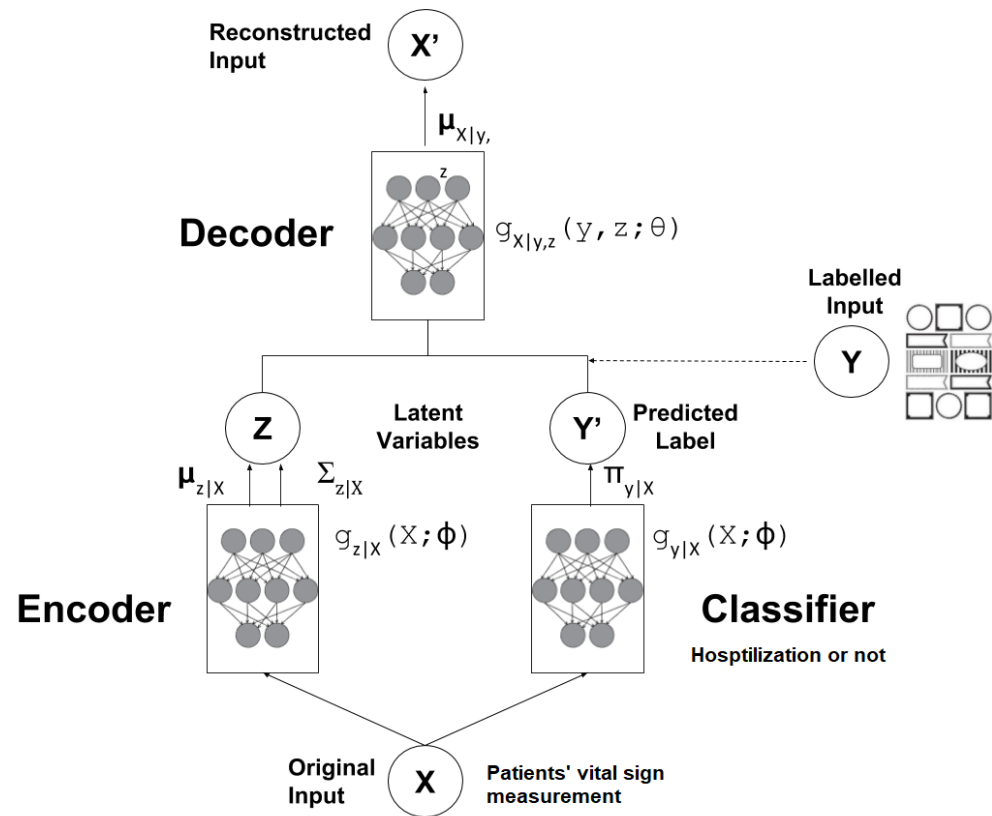 Reconstructed
Input
X'
μX|y,
z
Decoder
gX|y,z(y,z;θ)
Labelled
Input
Y
Z
Latent
Variables
Y'
Predicted
Label
μz|X
Σz|X
πy|X
gz|X(X;ϕ)
gy|X(X;ϕ)
Encoder
Classifier
Hosptilization or not
Original
Input
X
Patients' vital sign
measurement